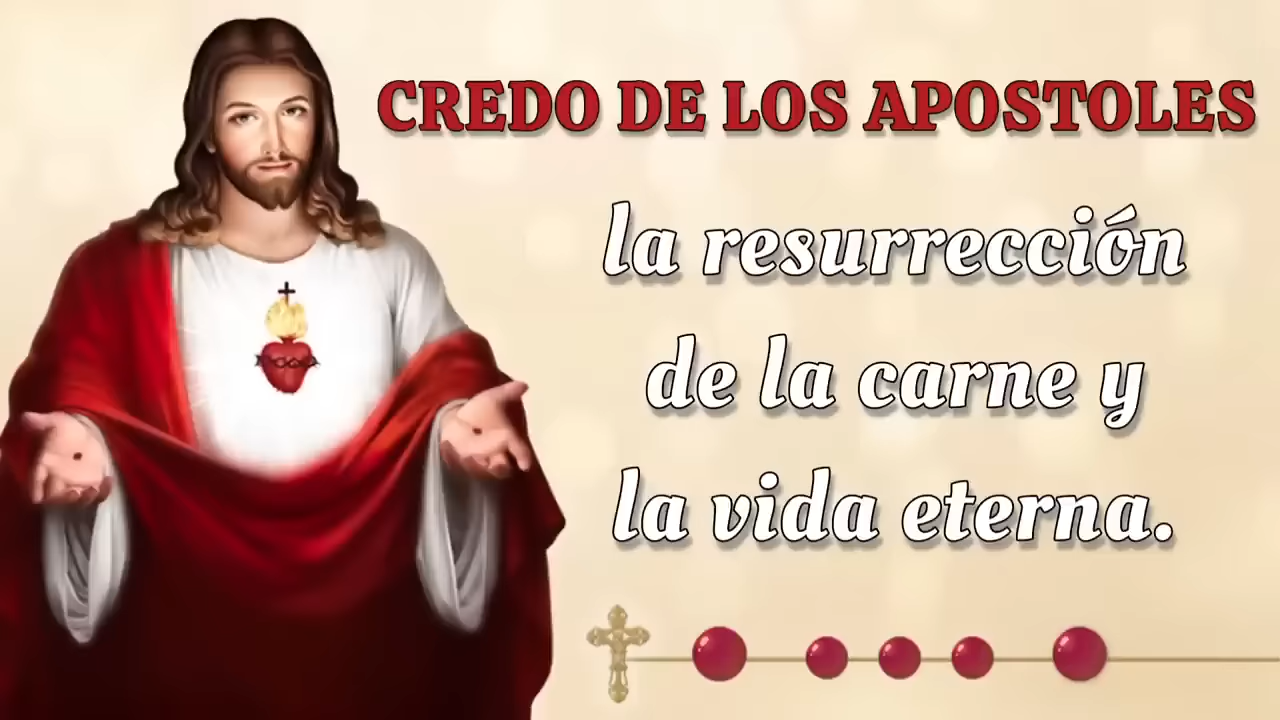 CREDO DE LOS APOSTOLES
la resurrección
de la carne y
la vida eterna.